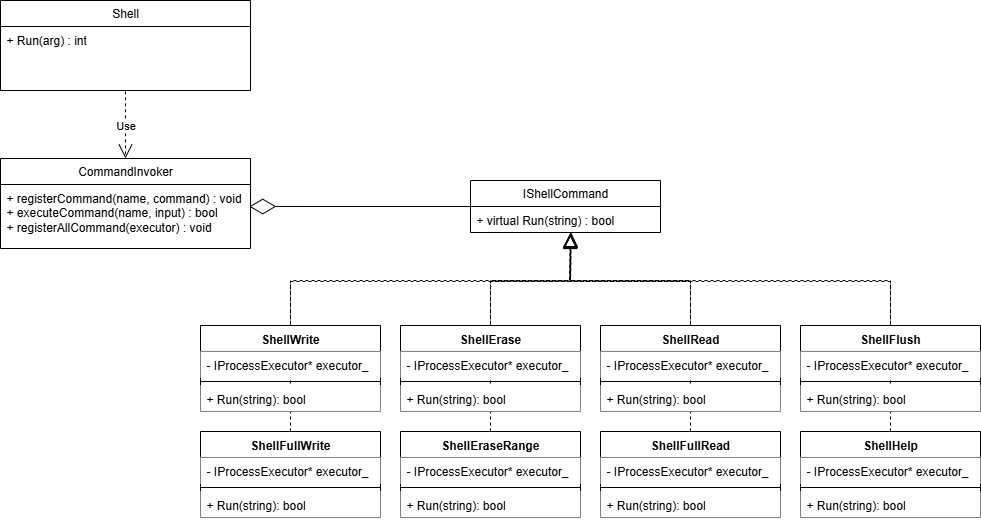 Shell
+ Run(arg) : int
Use
CommandInvoker
+ registerCommand(name, command) : void
+ executeCommand(name, input) : bool
+ registerAllCommand(executor) : void
IShellCommand
+ virtual Run(string) : bool
ShellWrite
- IProcessExecutor* executor_
+ Run(string): bool
ShellErase
- IProcessExecutor* executor_
+ Run(string): bool
ShellRead
- IProcessExecutor* executor_
+ Run(string): bool
ShellFlush
- IProcessExecutor* executor_
+ Run(string): bool
ShellFullWrite
- IProcessExecutor* executor_
+ Run(string): bool
ShellEraseRange
- IProcessExecutor* executor_
+ Run(string): bool
ShellFullRead
- IProcessExecutor* executor_
+ Run(string): bool
ShellHelp
- IProcessExecutor* executor_
+ Run(string): bool